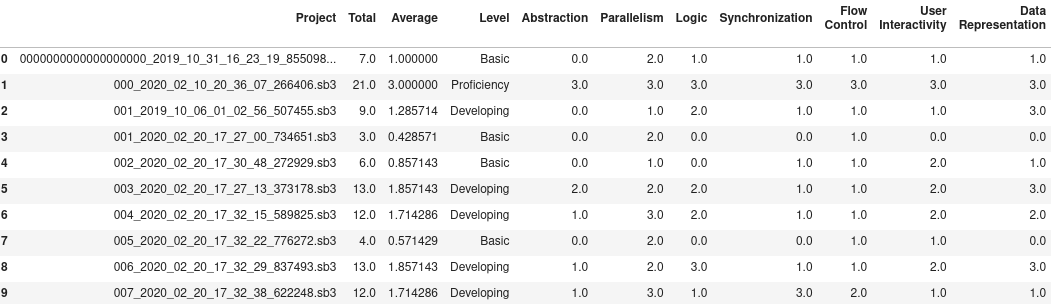 Project Total Average Level Abstraction Parallelism Logic Synchronization Flow Control User Interactivity Data Representation
0 0000000000000000000000_2019_10_31_16_23_19_855098... 7.0 1.000000 Basic 0.0 2.0 1.0 1.0 1.0 1.0 1.0
1 000_2020_02_10_20_36_07_266406.sb3 21.0 3.000000 Proficiency 3.0 3.0 3.0 3.0 3.0 3.0 3.0
2 001_2019_10_06_01_02_56_507455.sb3 9.0 1.285714 Developing 0.0 1.0 2.0 1.0 1.0 1.0 3.0
3 001_2020_02_20_17_27_00_734651.sb3 3.0 0.428571 Basic 0.0 2.0 0.0 0.0 1.0 0.0 0.0
4 002_2020_02_20_17_30_48_272929.sb3 6.0 0.857143 Basic 0.0 1.0 0.0 1.0 1.0 2.0 1.0
5 003_2020_02_20_17_27_13_373178.sb3 13.0 1.857143 Developing 2.0 2.0 2.0 1.0 1.0 2.0 3.0
6 004_2020_02_20_17_32_15_589825.sb3 12.0 1.714286 Developing 1.0 3.0 2.0 1.0 1.0 2.0 2.0
7 005_2020_02_20_17_32_22_776272.sb3 4.0 0.571429 Basic 0.0 2.0 0.0 0.0 1.0 1.0 0.0
8 006_2020_02_20_17_32_29_837493.sb3 13.0 1.857143 Developing 1.0 2.0 3.0 1.0 1.0 2.0 3.0
9 007_2020_02_20_17_32_38_622248.sb3 12.0 1.714286 Developing 1.0 3.0 1.0 3.0 2.0 1.0 1.0